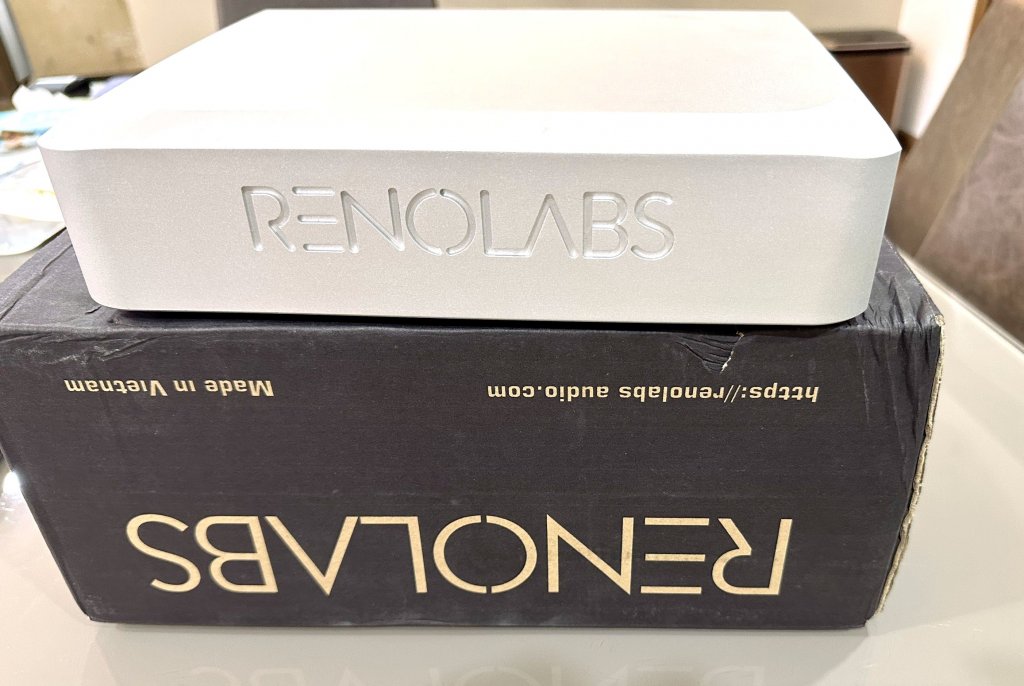 RENOLABS
Made in Vietnam
https://renolabs audio.com
RENOLABS